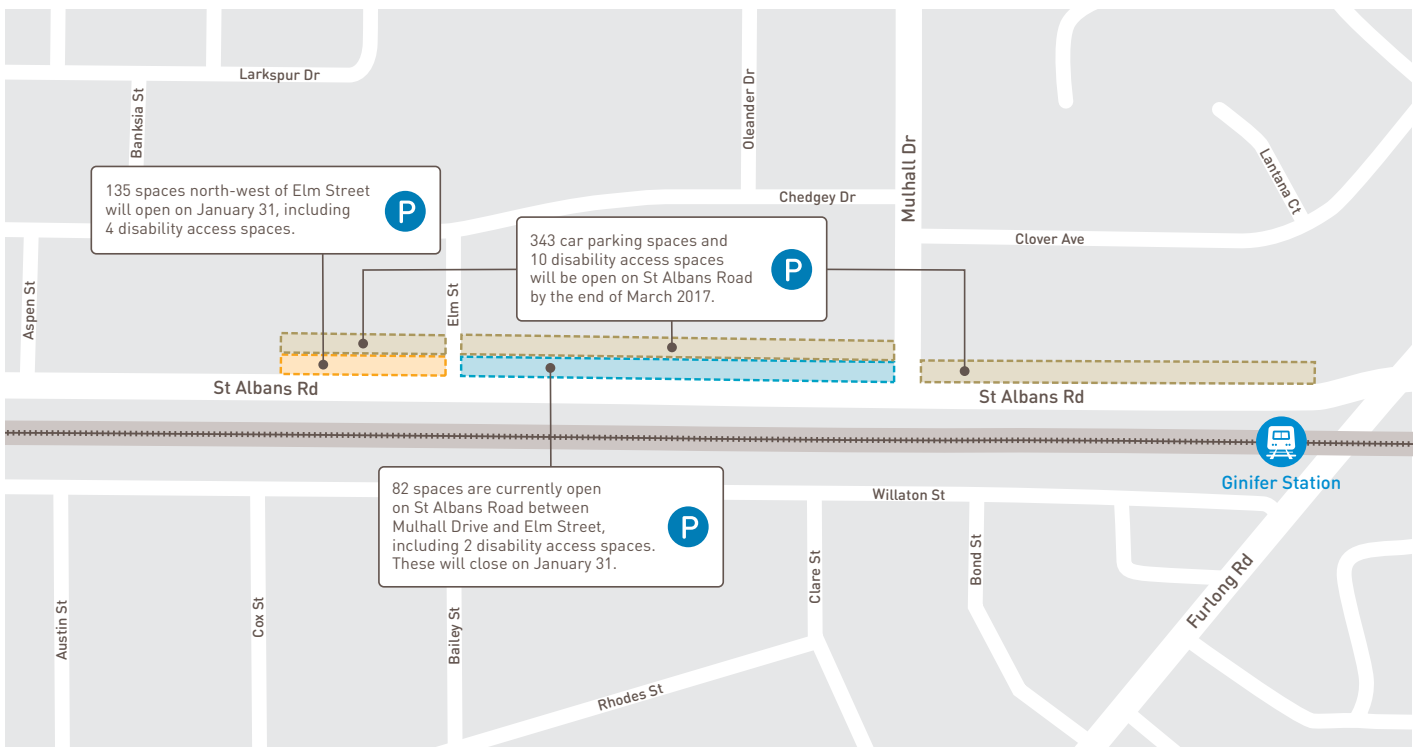 Larkspur Dr
Banksia St
Oleander Dr
Mulhall Dr
Lantana Ct
135 spaces north-west of Elm Street
will open on January 31, including
4 disability access spaces.
P
Chedgey Dr
343 car parking spaces and
10 disability access spaces
will be open on St Albans Road
by the end of March 2017.
P
Clover Ave
Aspen St
Elm St
St Albans Rd
St Albans Rd
Ginifer Station
82 spaces are currently open
on St Albans Road between
Mulhall Drive and Elm Street,
including 2 disability access spaces.
These will close on January 31.
P
Willaton St
Austin St
Cox St
Bailey St
Clare St
Bond St
Furlong Rd
Rhodes St